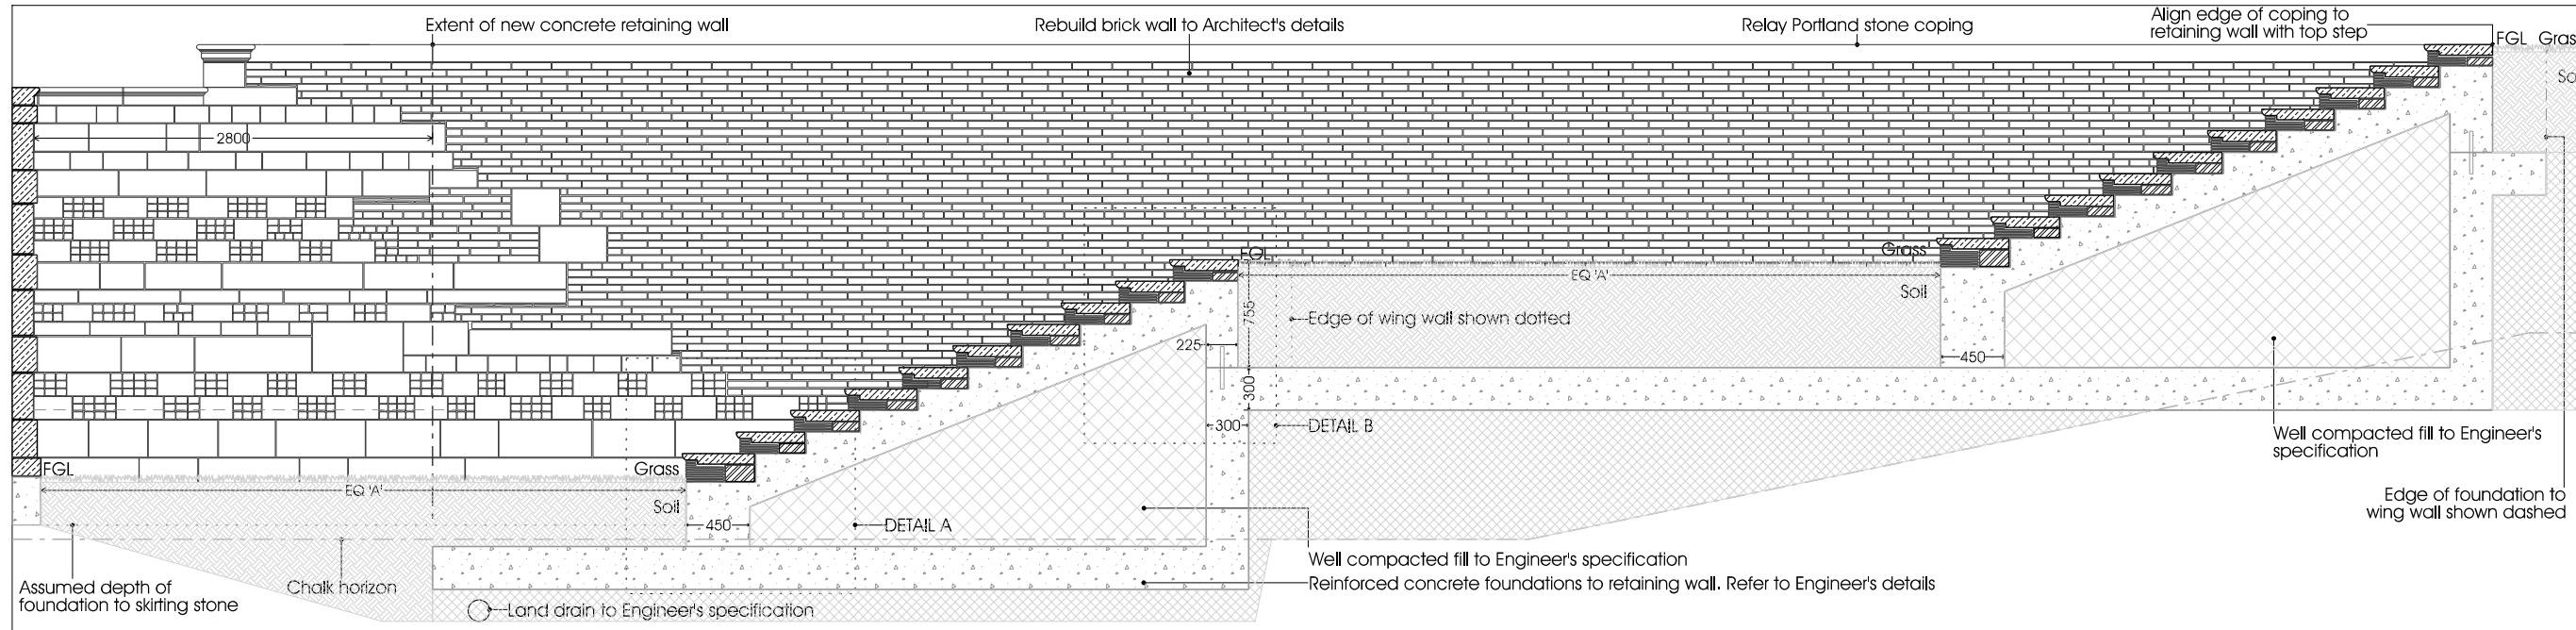 Extent of new concrete retaining wall
Rebuild brick wall to Architect's details
Relay Portland stone coping
Align edge of coping to
retaining wall with top step
FGL
Grass
Soil
2800
FGL
Grass
EQ 'A'
Soil
755
Edge of wing wall shown dotted
225
450
300
300
DETAIL B
Well compacted fill to Engineer's
specification
FGL
Grass
EQ 'A'
Soil
450
DETAIL A
Edge of foundation to
wing wall shown dashed
Well compacted fill to Engineer's specification
Reinforced concrete foundations to retaining wall. Refer to Engineer's details
Assumed depth of
foundation to skirting stone
Chalk horizon
Land drain to Engineer's specification